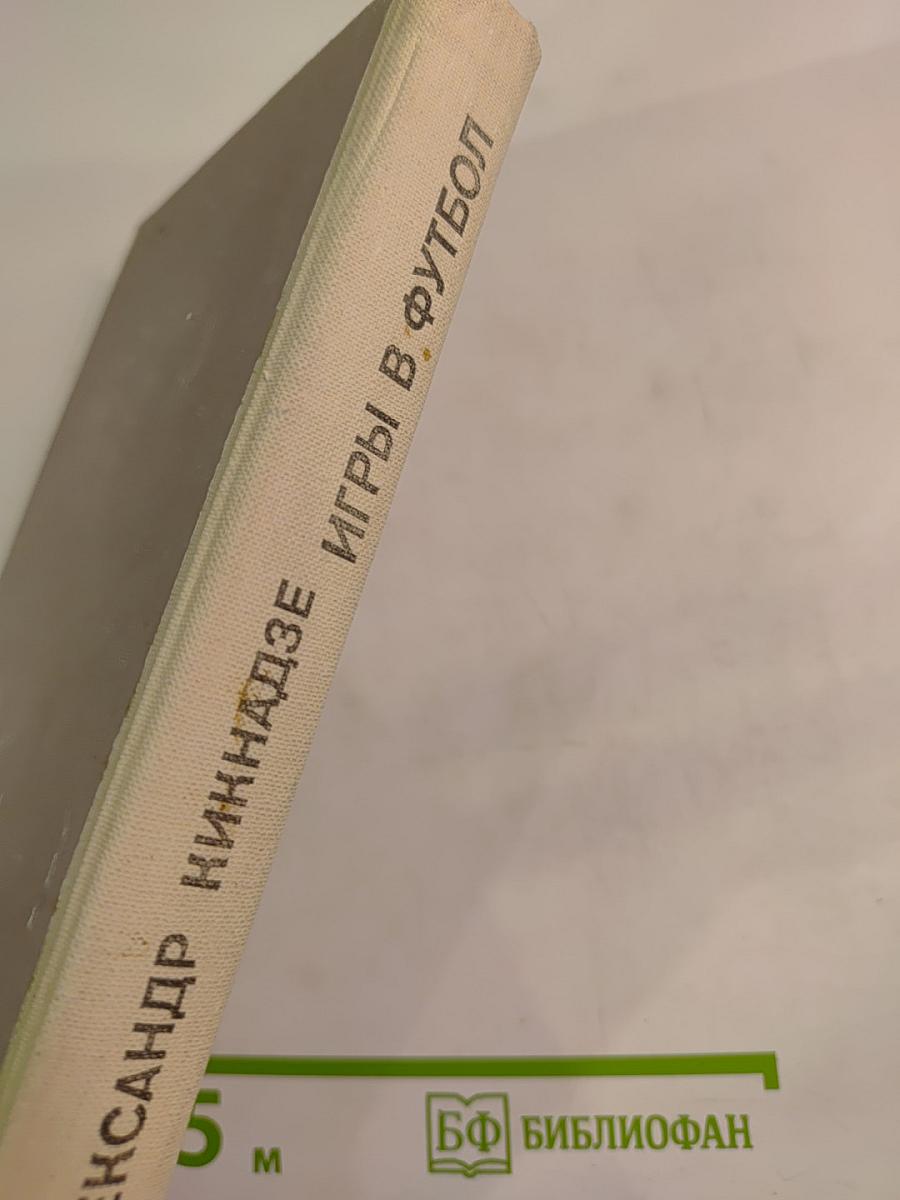 ЕКСАНДР КИКНАДЗЕ ИГРЫ В ФУТБОЛ
5 м
БФ БИБЛИОФАН